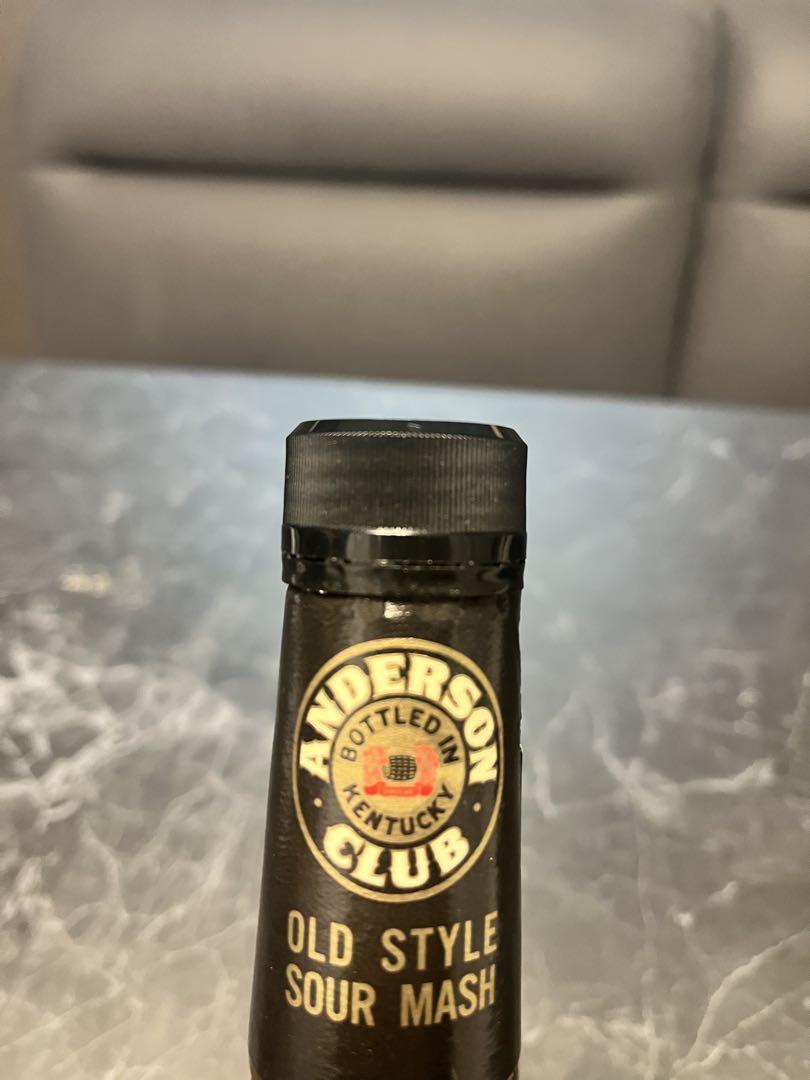 ANDERSON
BOTTLED IN
KENTUCKY
CLUB
OLD STYLE
SOUR MASH